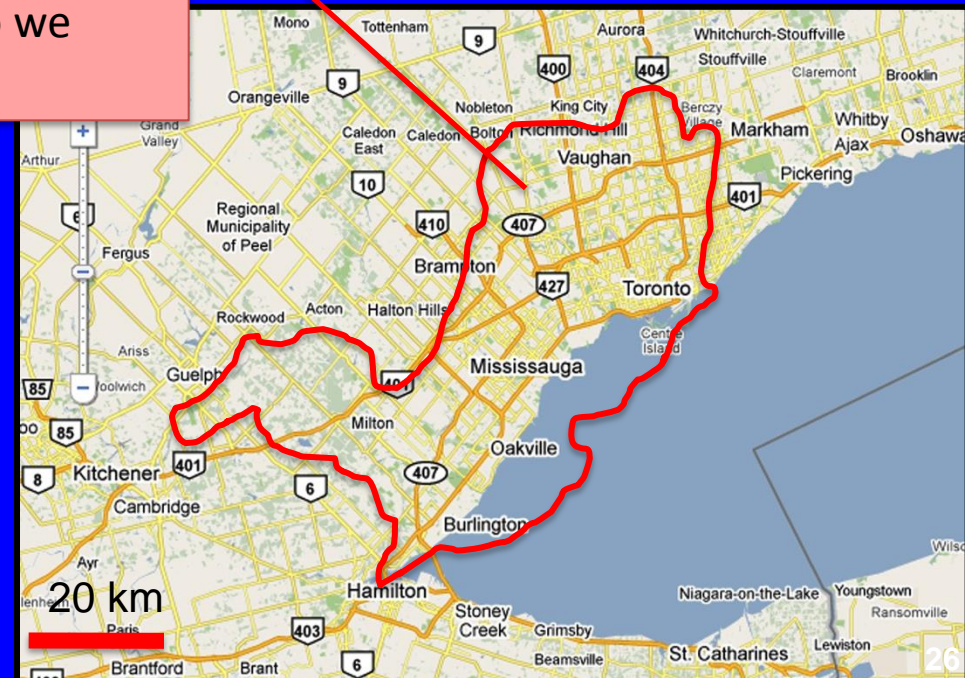 we
Mono
Tottenham
9
Aurora
Whitchurch-Stouffville
Stouffville
400
404
Claremont
Brooklin
9
Orangeville
Nobleton
King City
Berczy
Village
Grand
Valley
Caledon
East
Caledon
Bolton
Richmond Hill
Markham
Whitby
Ajax
Oshawa
Arthur
Vaughan
Pickering
10
401
6
Regional
Municipality
of Peel
410
407
Fergus
Brampton
427
Toronto
Rockwood
Acton
Halton Hills
Centre
Island
Ariss
Guelph
Mississauga
401
85
Woolwich
Milton
85
Oakville
Kitchener
401
407
8
6
Cambridge
Burlington
Ayr
20 km
Hamilton
Niagara-on-the-Lake
Youngstown
Ransomville
Paris
403
Stoney
Creek
Grimsby
Lewiston
Brantford
Brant
6
Beamsville
St. Catharines
26